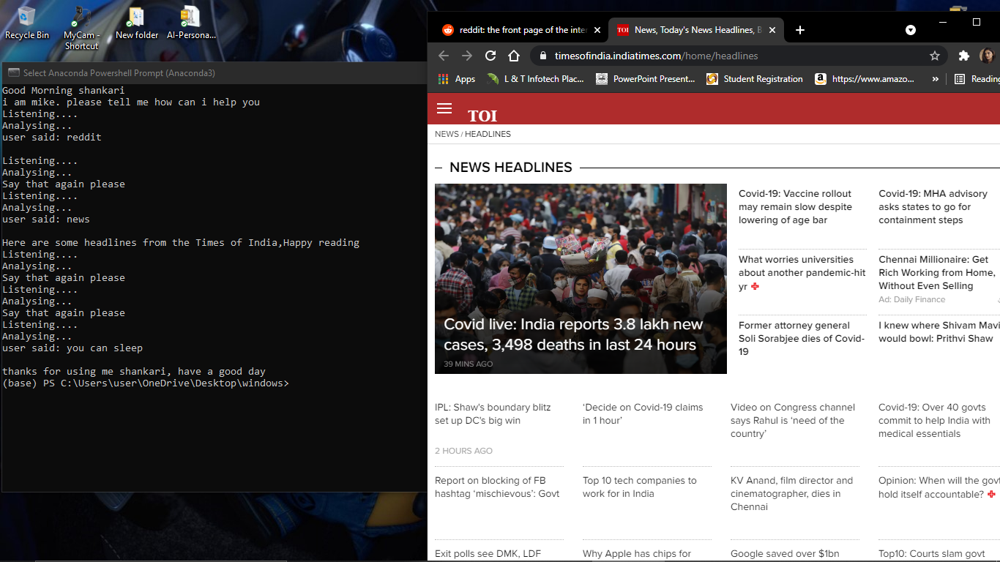 Recycle Bin
MyCam -
Shortcut
New folder
AI-Persona...
Select Anaconda Powershell Prompt (Anaconda3)
Good Morning shankari
i am mike. please tell me how can i help you
Listening....
Analysing...
user said: reddit
Listening....
Analysing...
Say that again please
Listening....
Analysing...
user said: news
Here are some headlines from the Times of India,Happy reading
Listening....
Analysing...
Say that again please
Listening....
Analysing...
Say that again please
Listening....
Analysing...
user said: you can sleep
thanks for using me shankari, have a good day
(base) PS C:\Users\user\OneDrive\Desktop\windows>
reddit: the front page of the inter
TOI News, Today's News Headlines, B
timesofindia.indiatimes.com/home/headlines
Apps L & T Infotech Plac... PowerPoint Present... Student Registration https://www.amazo... » Reading
TOI
NEWS / HEADLINES
NEWS HEADLINES
Covid live: India reports 3.8 lakh new
cases, 3,498 deaths in last 24 hours
39 MINS AGO
Covid-19: Vaccine rollout
may remain slow despite
lowering of age bar
Covid-19: MHA advisory
asks states to go for
containment steps
What worries universities
about another pandemic-hit
yr
Chennai Millionaire: Get
Rich Working from Home,
Without Even Selling
Ad: Daily Finance
Former attorney general
Soli Sorabjee dies of Covid-
19
I knew where Shivam Mavi
would bowl: Prithvi Shaw
IPL: Shaw's boundary blitz
set up DC's big win
2 HOURS AGO
‘Decide on Covid-19 claims
in 1 hour’
Video on Congress channel
says Rahul is ‘need of the
country’
Covid-19: Over 40 govts
commit to help India with
medical essentials
Report on blocking of FB
hashtag ‘mischievous’: Govt
Top 10 tech companies to
work for in India
KV Anand, film director and
cinematographer, dies in
Chennai
Opinion: When will the govt
hold itself accountable?
Exit polls see DMK, LDF
Why Apple has chips for
Google saved over $1bn
Top10: Courts slam govt